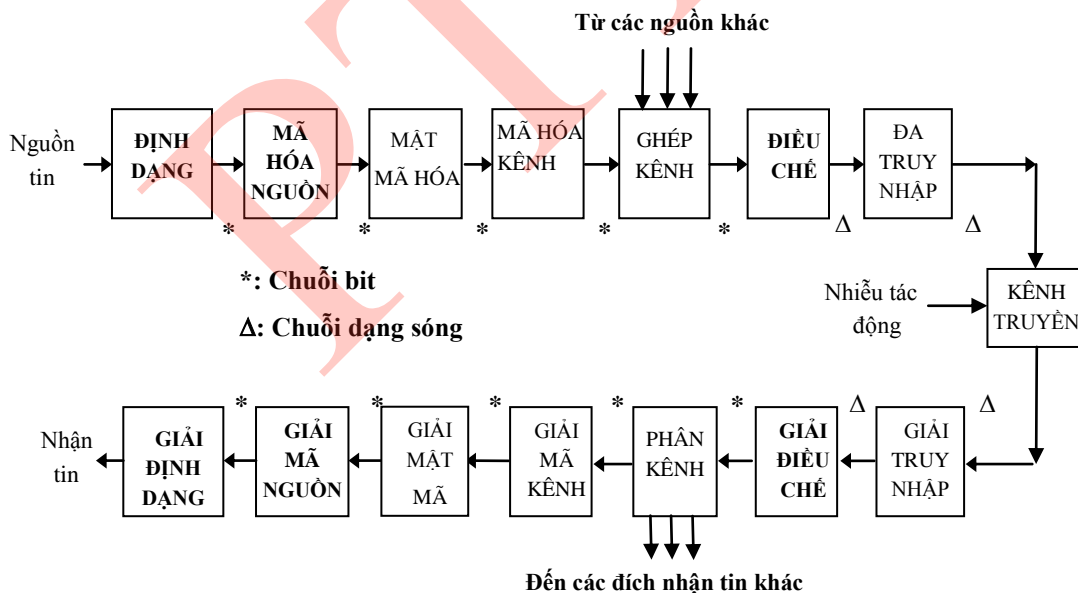 Từ các nguồn khác
Nguồn
tin
ĐỊNH
DẠNG
MÃ
HÓA
NGUỒN
MẬT
MÃ HÓA
MÃ HÓA
KÊNH
GHÉP
KÊNH
ĐIỀU
CHẾ
ĐA
TRUY
NHẬP
* * * * * Δ Δ
*: Chuỗi bit
Δ: Chuỗi dạng sóng
Nhiễu tác
động
KÊNH
TRUYỀN
* * * * * Δ Δ
Nhận
tin
GIẢI
ĐỊNH
DẠNG
GIẢI
MÃ
NGUỒN
GIẢI
MẬT
MÃ
GIẢI
MÃ
KÊNH
PHÂN
KÊNH
GIẢI
ĐIỀU
CHẾ
GIẢI
TRUY
NHẬP
Đến các đích nhận tin khác
PT